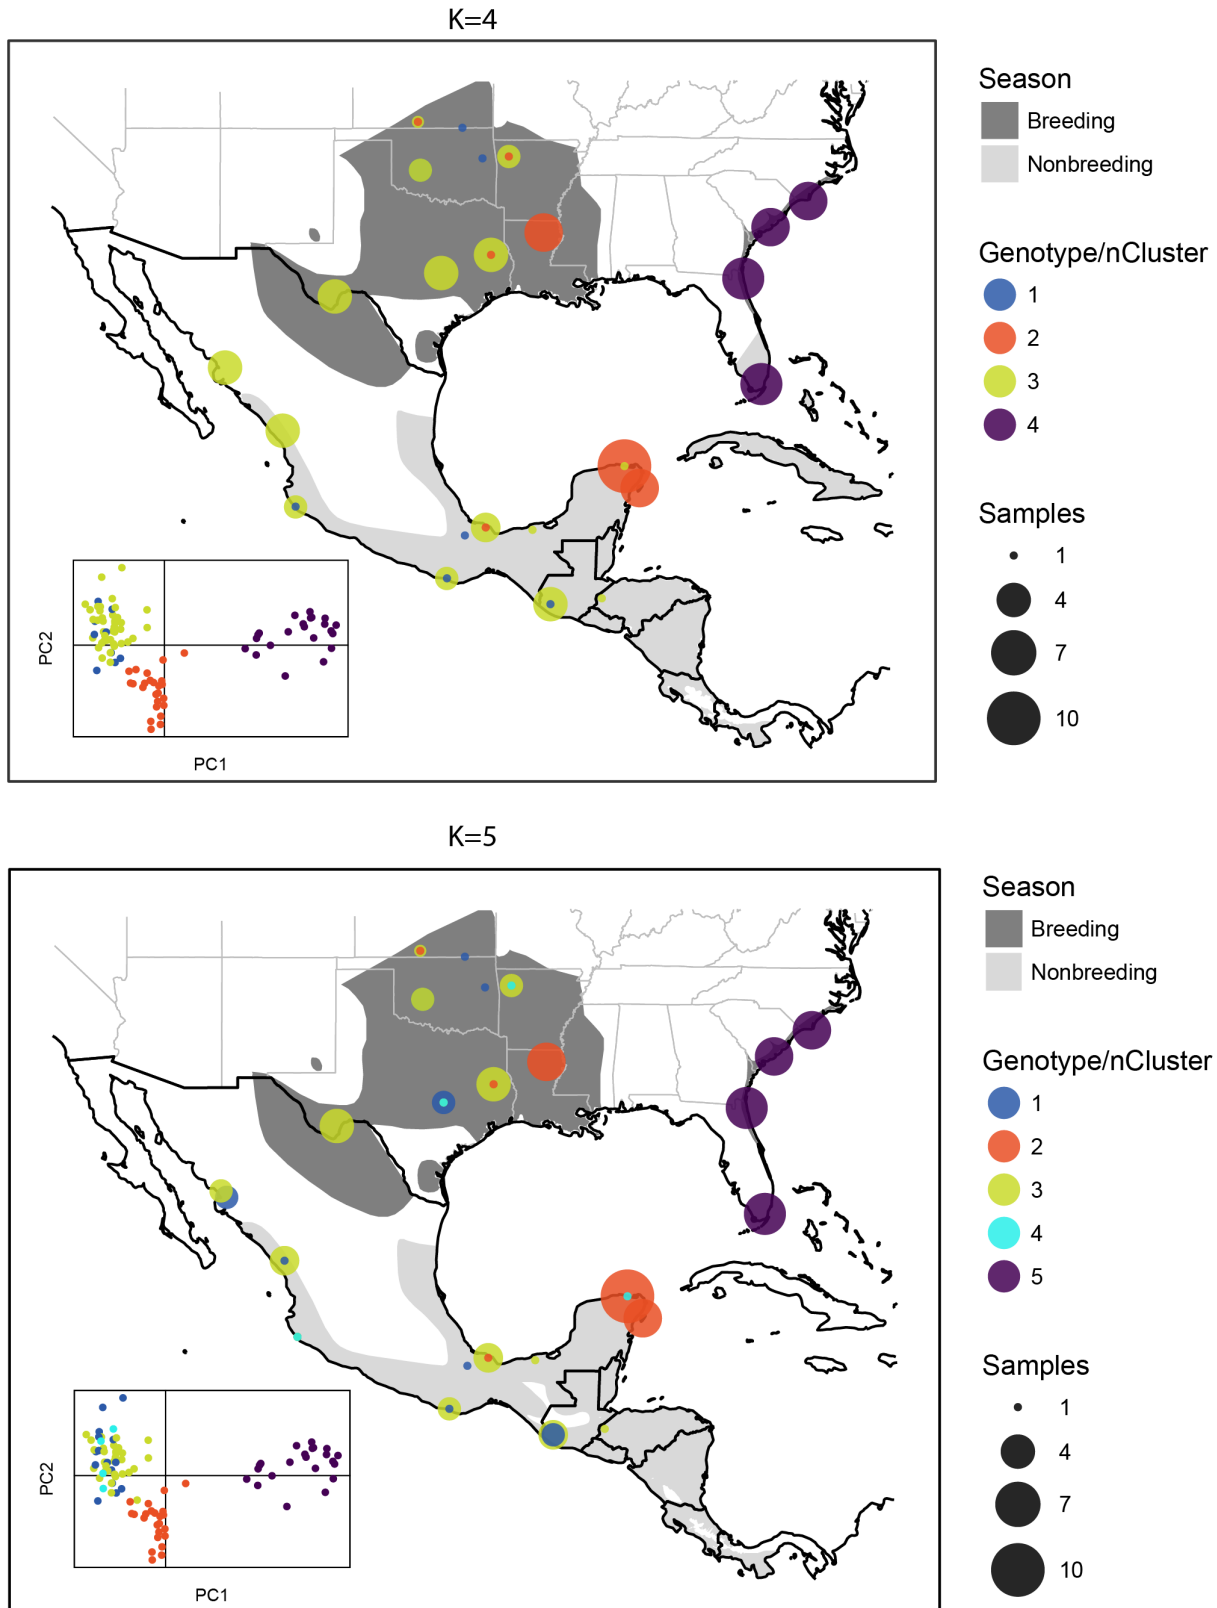 K=4
Season
Breeding
Nonbreeding
Genotype/nCluster
1
2
3
4
Samples
1
4
7
10
PC2
PC1
K=5
Season
Breeding
Nonbreeding
Genotype/nCluster
1
2
3
4
5
Samples
1
4
7
10
PC2
PC1